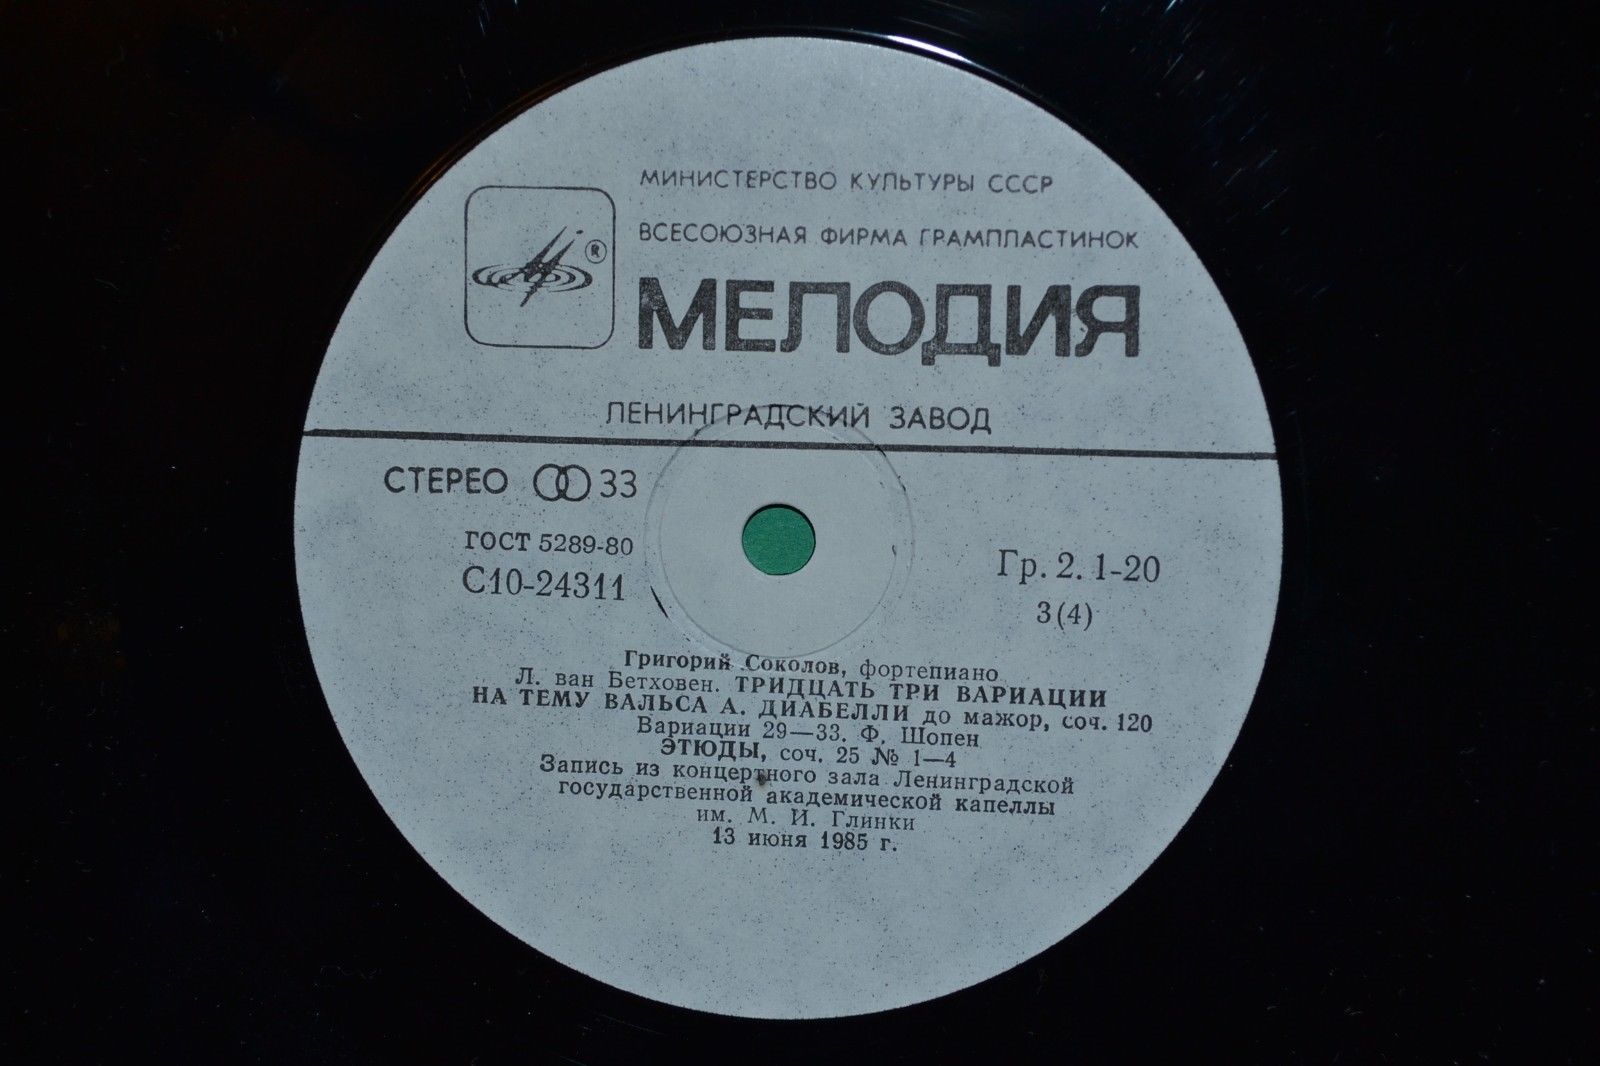 МИНИСТЕРСТВО КУЛЬТУРЫ СССР
ВСЕСОЮЗНАЯ ФИРМА ГРАМПЛАСТИНОК
®
МЕЛОДИЯ
ЛЕНИНГРАДСКИЙ ЗАВОД
СТЕРЕО 33
ГОСТ 5289-80
С10-24311
Гр. 2. 1-20
3(4)
Григорий Соколов, фортепиано
Л. ван Бетховен. ТРИДЦАТЬ ТРИ ВАРИАЦИИ
НА ТЕМУ ВАЛЬСА А. ДИАБЕЛЛИ до мажор, соч. 120
Вариации 29—33. Ф. Шопен
ЭТЮДЫ, соч. 25 № 1—4
Запись из концертного зала Ленинградской
государственной академической капеллы
им. М. И. Глинки
13 июня 1985 г.